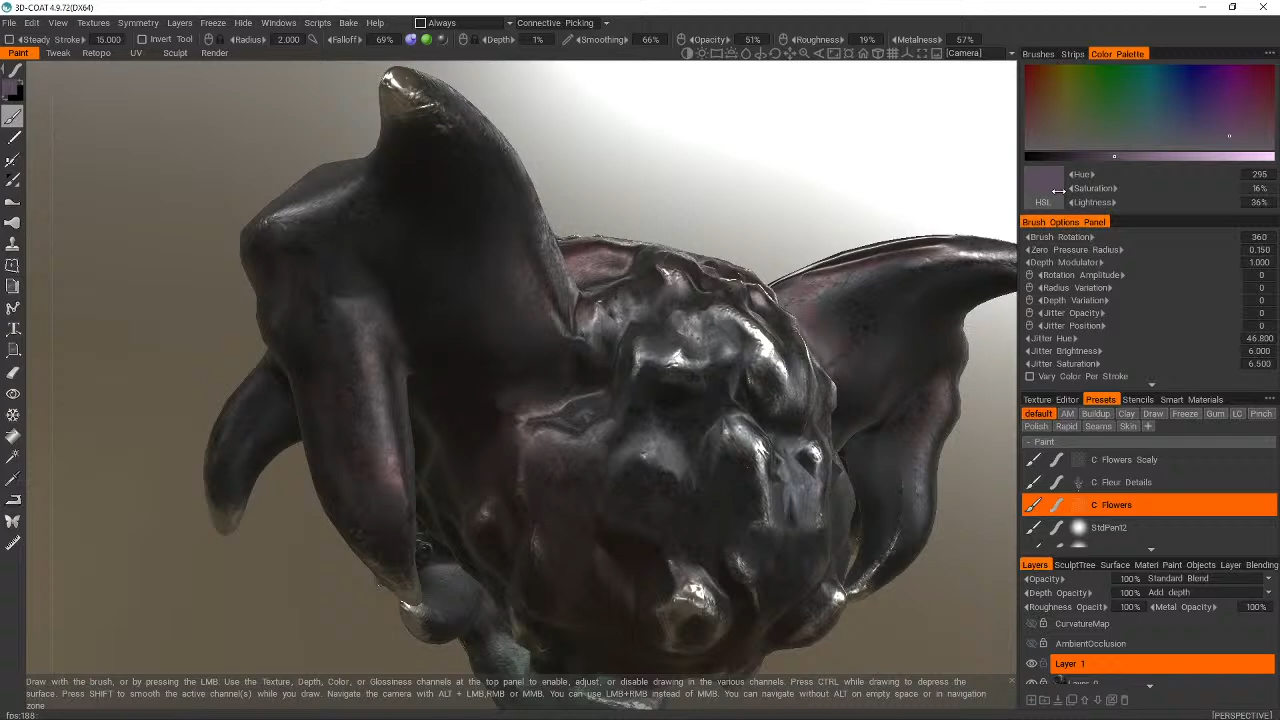 3D-COAT 4.9.72(DX64)
File Edit View Textures Symmetry Layers Freeze Hide Windows Scripts Bake Help Always Connective Picking
Steady Stroke 15.000 Invert Tool Radius 2.000 Falloff 69% Depth 1% Smoothing 66% Opacity 51% Roughness 19% Metalness 57%
Paint Tweak Retopo UV Sculpt Render [Camera]
Brushes Strips Color Palette
Hue 295
Saturation 16%
HSL Lightness 36%
Brush Options Panel
Brush Rotation 360
Zero Pressure Radius 0.150
Depth Modulator 1.000
Rotation Amplitude 0
Radius Variation 0
Depth Variation 0
Jitter Opacity 0
Jitter Position 0
Jitter Hue 46.800
Jitter Brightness 6.000
Jitter Saturation 6.500
Vary Color Per Stroke
Texture Editor Presets Stencils Smart Materials
default AM Buildup Clay Draw Freeze Gum LC Pinch
Polish Rapid Seams Skin +
- Paint
C Flowers Scaly
C Fleur Details
C Flowers
StdPen12
Layers SculptTree Surface Materi Paint Objects Layer Blending
Opacity 100% Standard Blend
Depth Opacity 100% Add depth
Roughness Opacit 100% Metal Opacity 100%
CurvatureMap
AmbientOcclusion
Layer 1
Draw with the brush, or by pressing the LMB. Use the Texture, Depth, Color, or Glossiness channels at the top panel to enable, adjust, or disable drawing in the various channels. Press CTRL while drawing to depress the
surface. Press SHIFT to smooth the active channel(s) while you draw. Navigate the camera with ALT + LMB,RMB or MMB. You can use LMB+RMB instead of MMB. You can navigate without ALT on empty space or in navigation
zone
fps:188; [PERSPECTIVE]